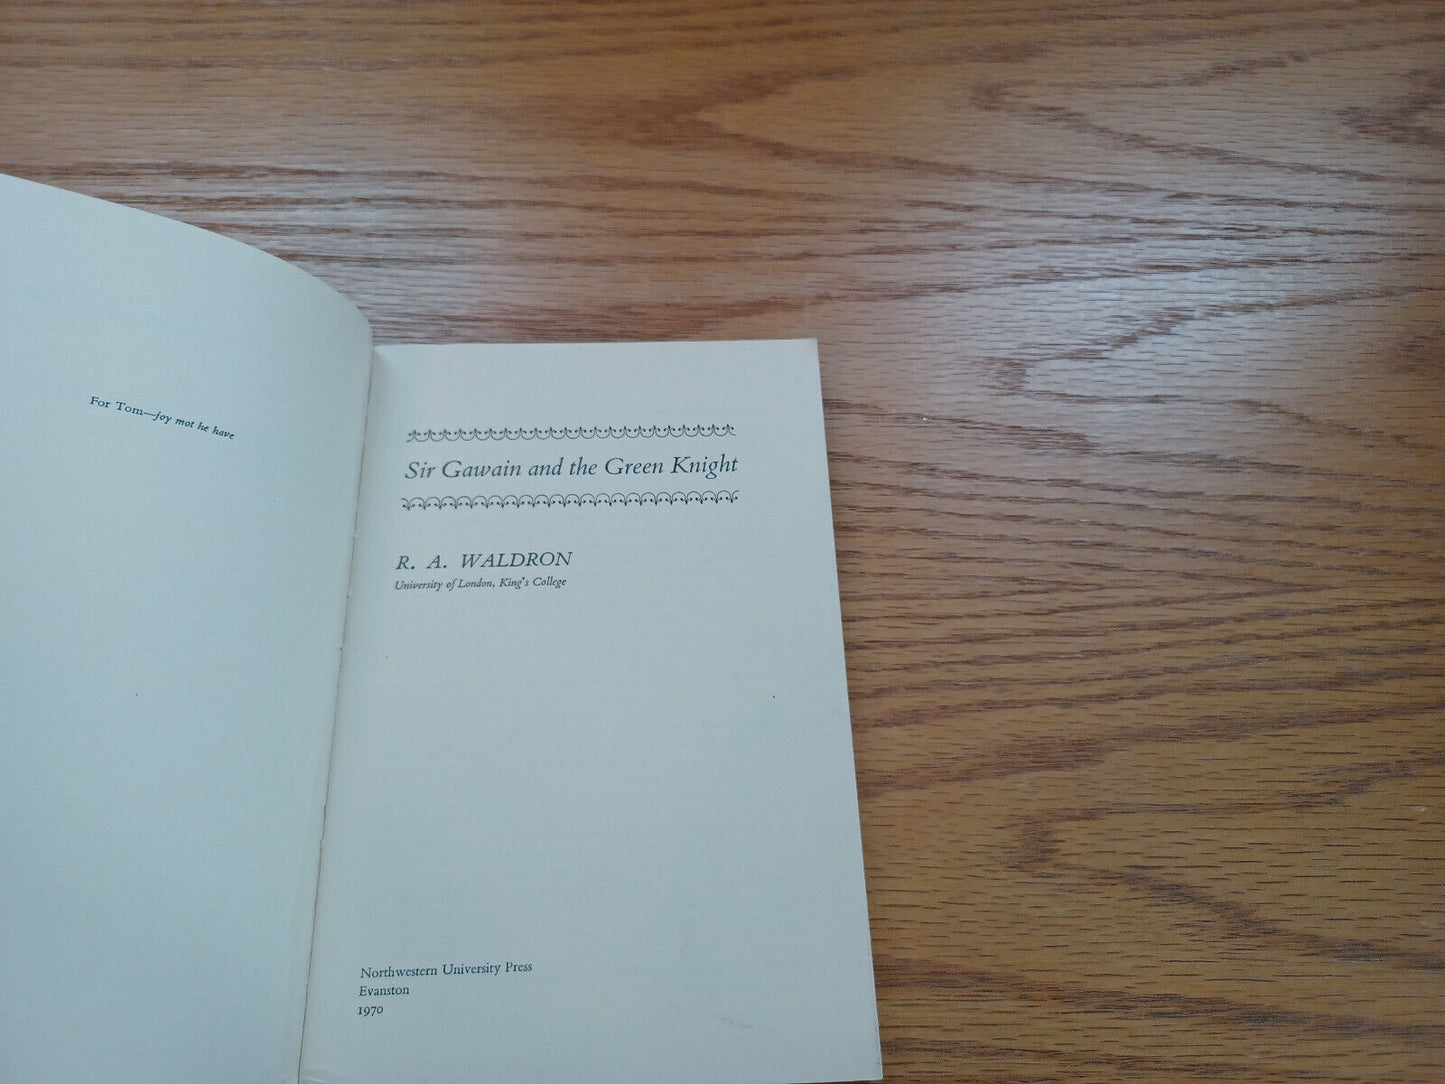 For Tom—joy mot he have
Sir Gawain and the Green Knight
R. A. WALDRON
University of London, King's College
Northwestern University Press
Evanston
1970